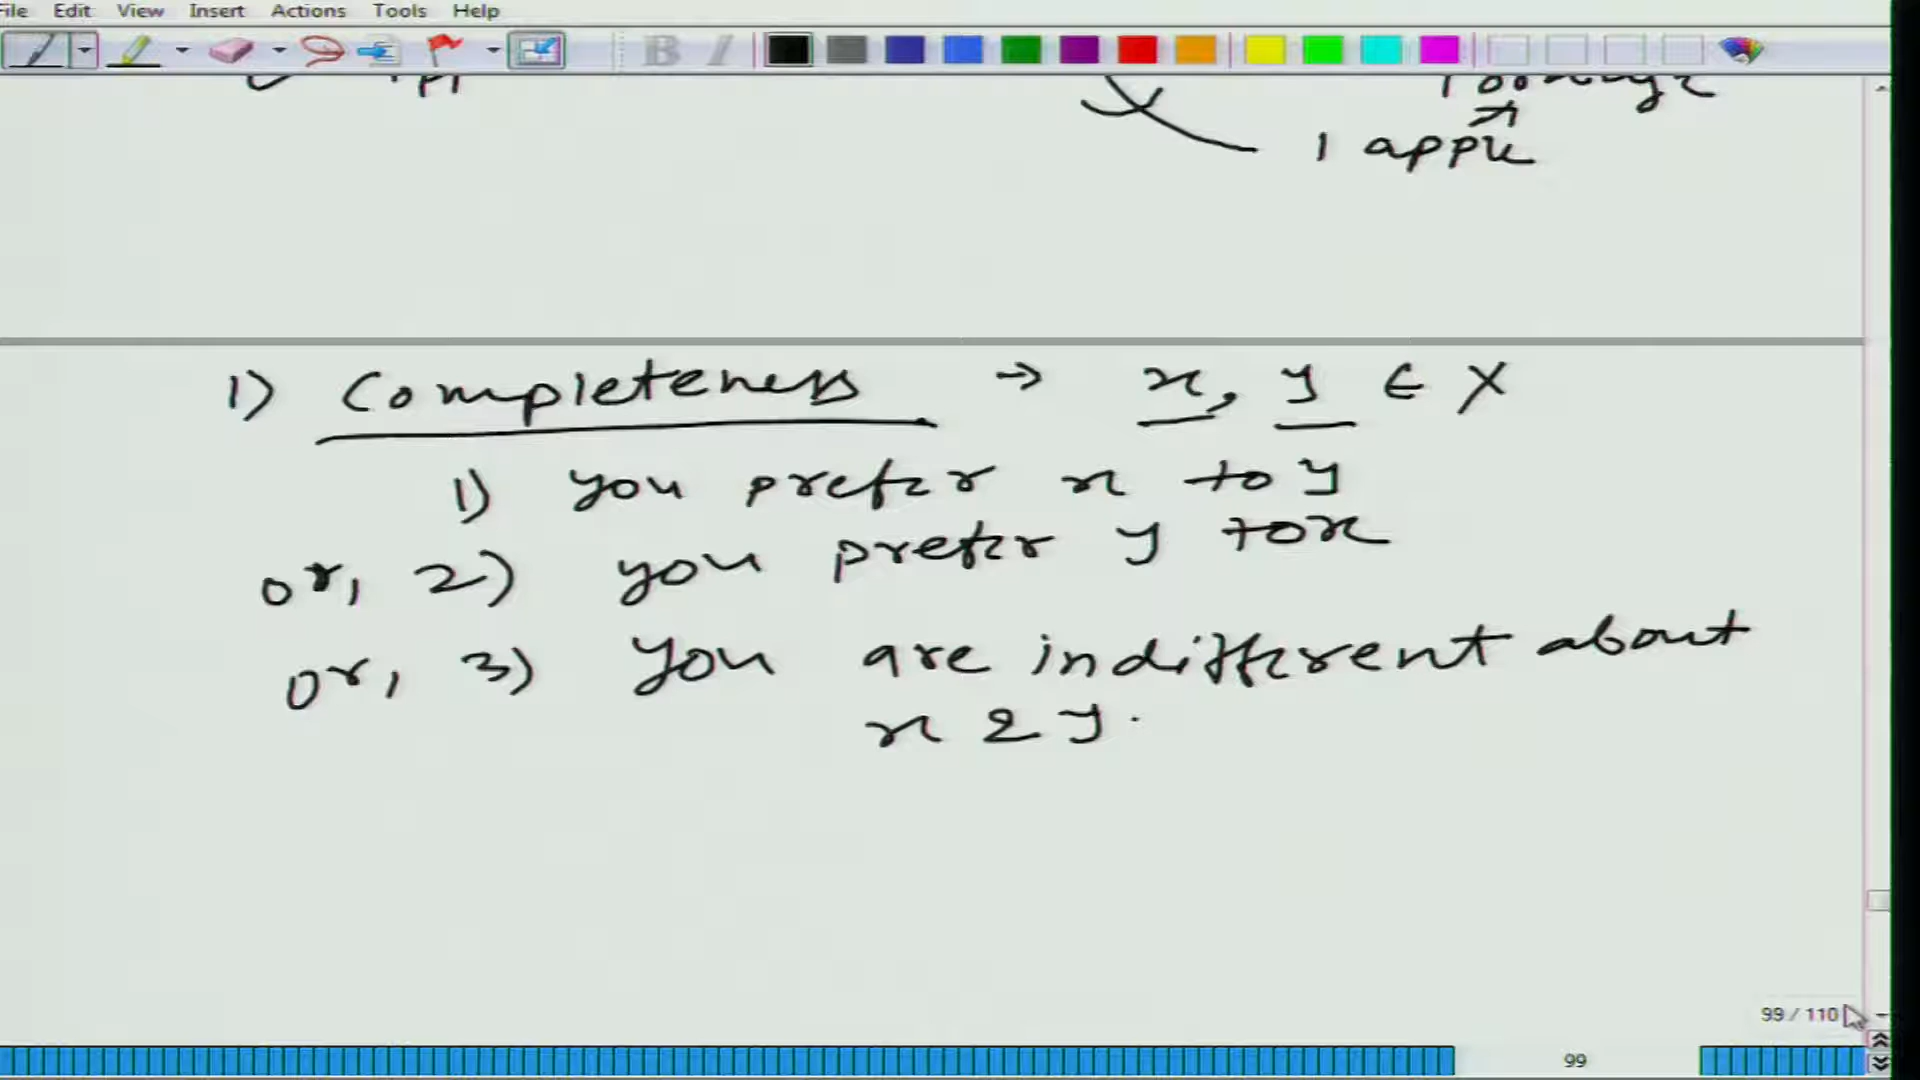 File Edit View Insert Actions Tools Help
1 apple
1) Completeness → x, y ∈ X
1) you prefer x to y
or, 2) you prefer y to x
or, 3) you are indifferent about
x & y.
99 / 110
99